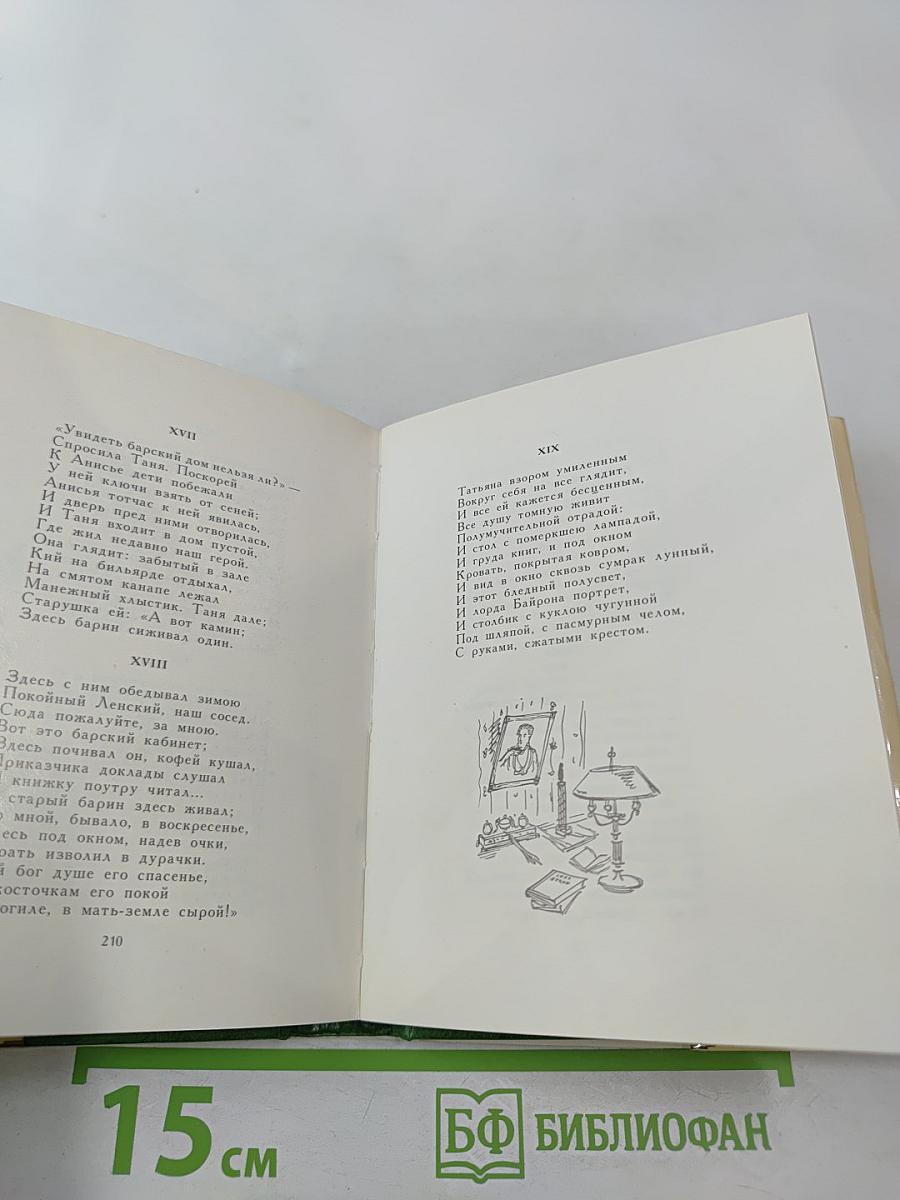 XVII
«Увидеть барский дом нельзя ли?» —
Спросила Таня. Поскорей
К Анисье дети побежали
У ней ключи взять от сеней;
Анисья тотчас к ней явилась,
И дверь пред ними отворилась,
И Таня входит в дом пустой,
Где жил недавно наш герой.
Она глядит: забытый в зале
Кий на бильярде отдыхал,
На смятом канапе лежал
Манежный хлыстик. Таня дале;
Старушка ей: «А вот камин;
Здесь барин сиживал один.
XVIII
Здесь с ним обедывал зимою
Покойный Ленский, наш сосед.
Сюда пожалуйте, за мною.
Вот это барский кабинет;
Здесь почивал он, кофей кушал,
Приказчика доклады слушал
книжку поутру читал...
старый барин здесь живал;
мной, бывало, в воскресенье,
десь под окном, надев очки,
рать изволил в дурачки.
й бог душе его спасенье,
косточкам его покой
огиле, в мать-земле сырой!»
210
XIX
Татьяна взором умиленным
Вокруг себя на все глядит,
И все ей кажется бесценным,
Все душу томную живит
Полумучительной отрадой:
И стол с померкшею лампадой,
И груда книг, и под окном
Кровать, покрытая ковром,
И вид в окно сквозь сумрак лунный,
И этот бледный полусвет,
И лорда Байрона портрет,
И столбик с куклою чугунной
Под шляпой, с пасмурным челом,
С руками, сжатыми крестом.
15 см
БФ БИБЛИОФАН